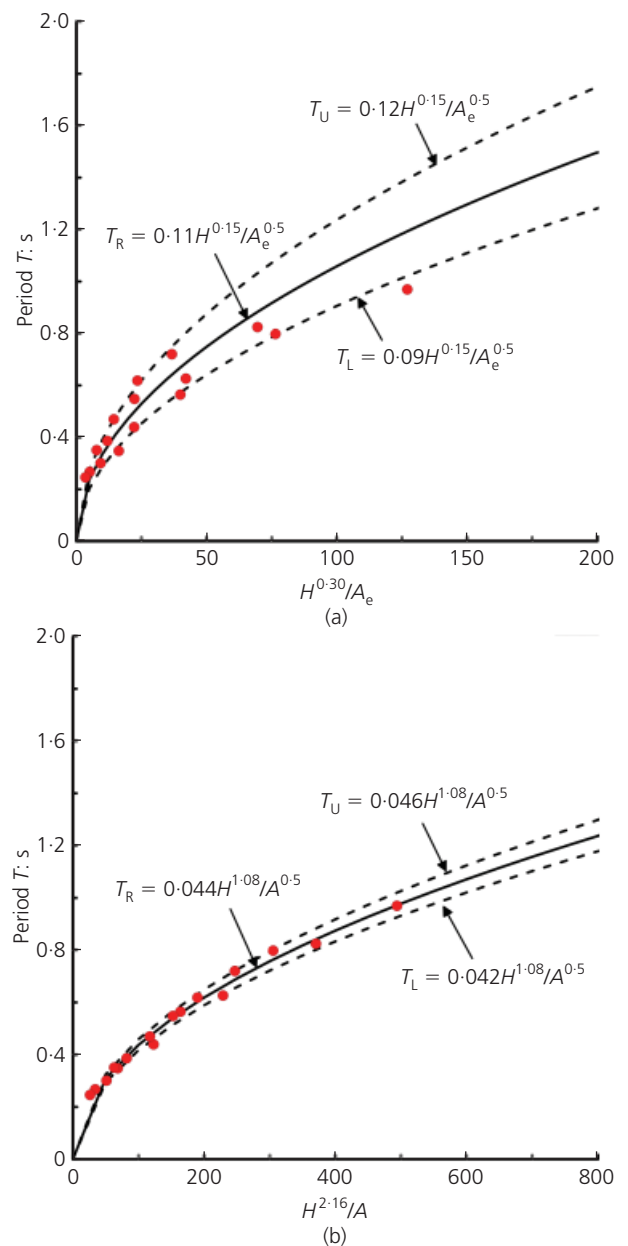 2·0
1·6
1·2
0·8
0·4
0
Period T: s
T_U = 0·12H^0·15/A_e^0·5
T_R = 0·11H^0·15/A_e^0·5
T_L = 0·09H^0·15/A_e^0·5
0 50 100 150 200
H^0·30/A_e
(a)
2·0
1·6
1·2
0·8
0·4
0
Period T: s
T_U = 0·046H^1·08/A^0·5
T_R = 0·044H^1·08/A^0·5
T_L = 0·042H^1·08/A^0·5
0 200 400 600 800
H^2·16/A
(b)